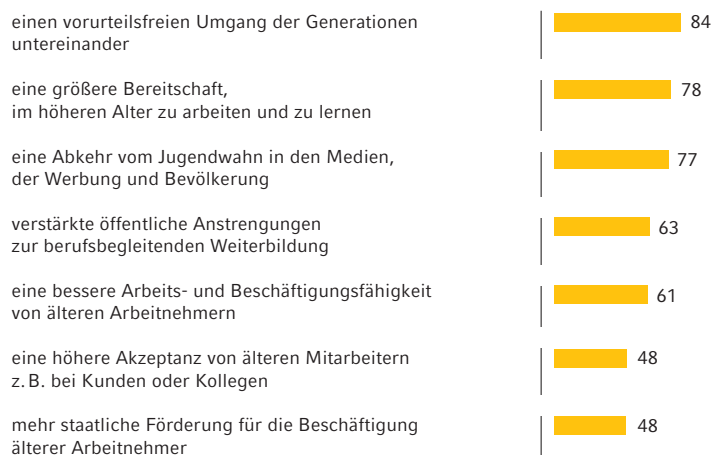 einen vorurteilsfreien Umgang der Generationen
untereinander
84
eine größere Bereitschaft,
im höheren Alter zu arbeiten und zu lernen
78
eine Abkehr vom Jugendwahn in den Medien,
der Werbung und Bevölkerung
77
verstärkte öffentliche Anstrengungen
zur berufsbegleitenden Weiterbildung
63
eine bessere Arbeits- und Beschäftigungsfähigkeit
von älteren Arbeitnehmern
61
eine höhere Akzeptanz von älteren Mitarbeitern
z. B. bei Kunden oder Kollegen
48
mehr staatliche Förderung für die Beschäftigung
älterer Arbeitnehmer
48